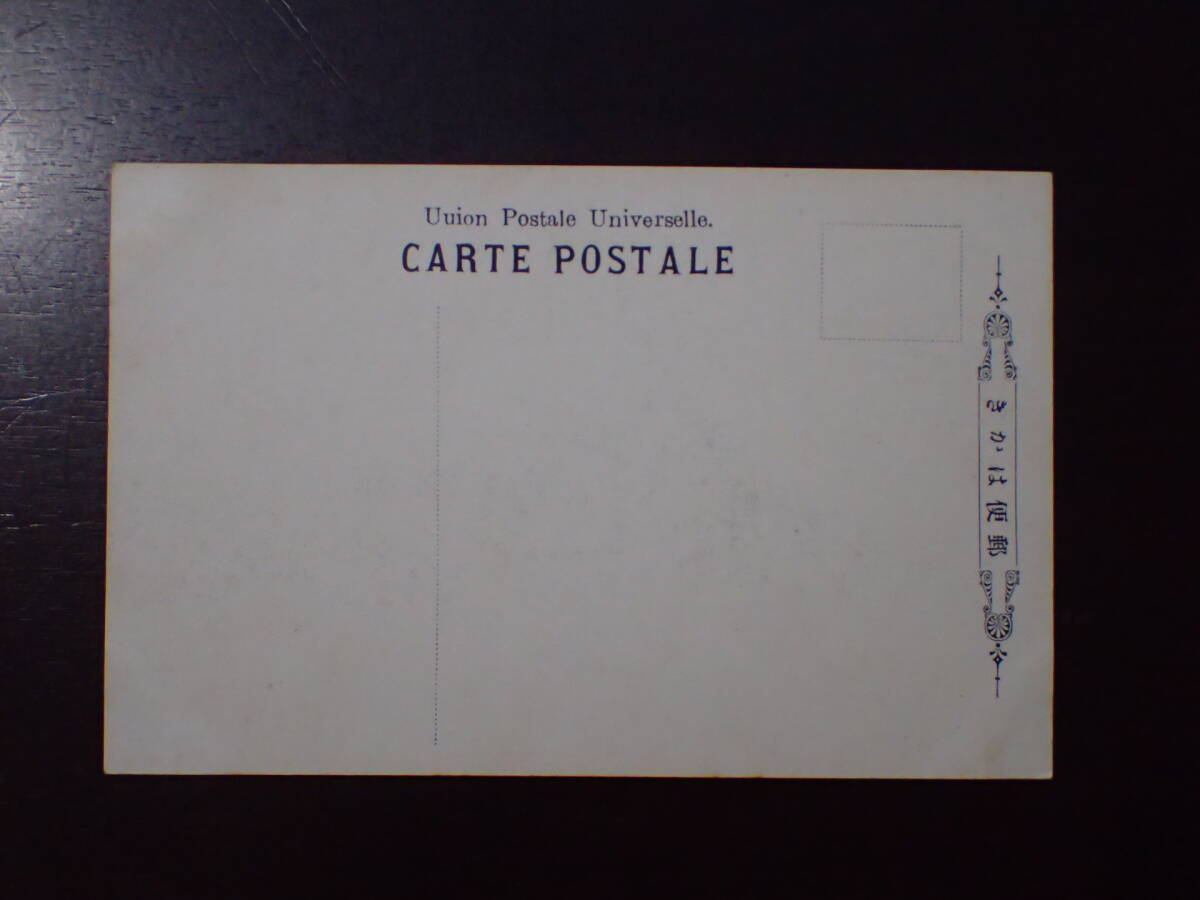 Uuion Postale Universelle.
CARTE POSTALE
きかは便郵